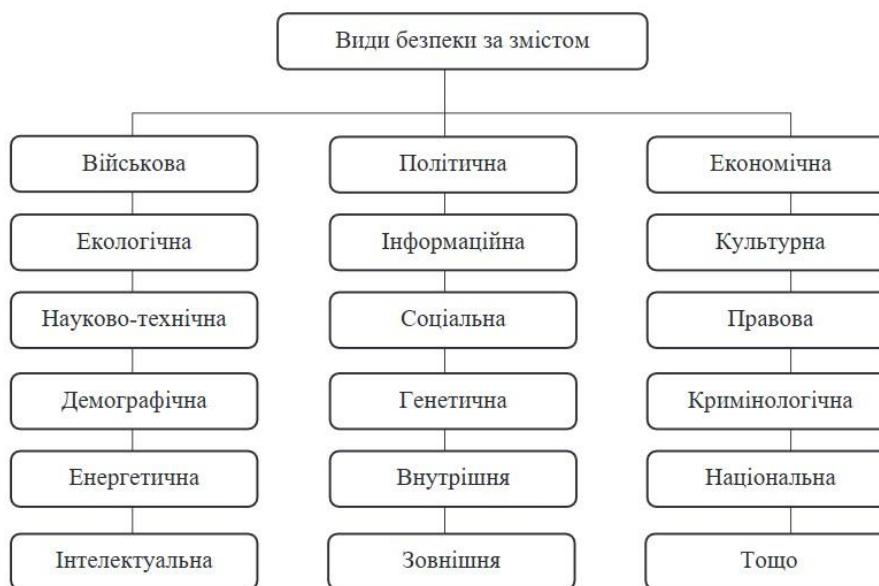 Види безпеки за змістом
Військова
Політична
Економічна
Екологічна
Інформаційна
Культурна
Науково-технічна
Соціальна
Правова
Демографічна
Генетична
Кримінологічна
Енергетична
Внутрішня
Національна
Інтелектуальна
Зовнішня
Тощо